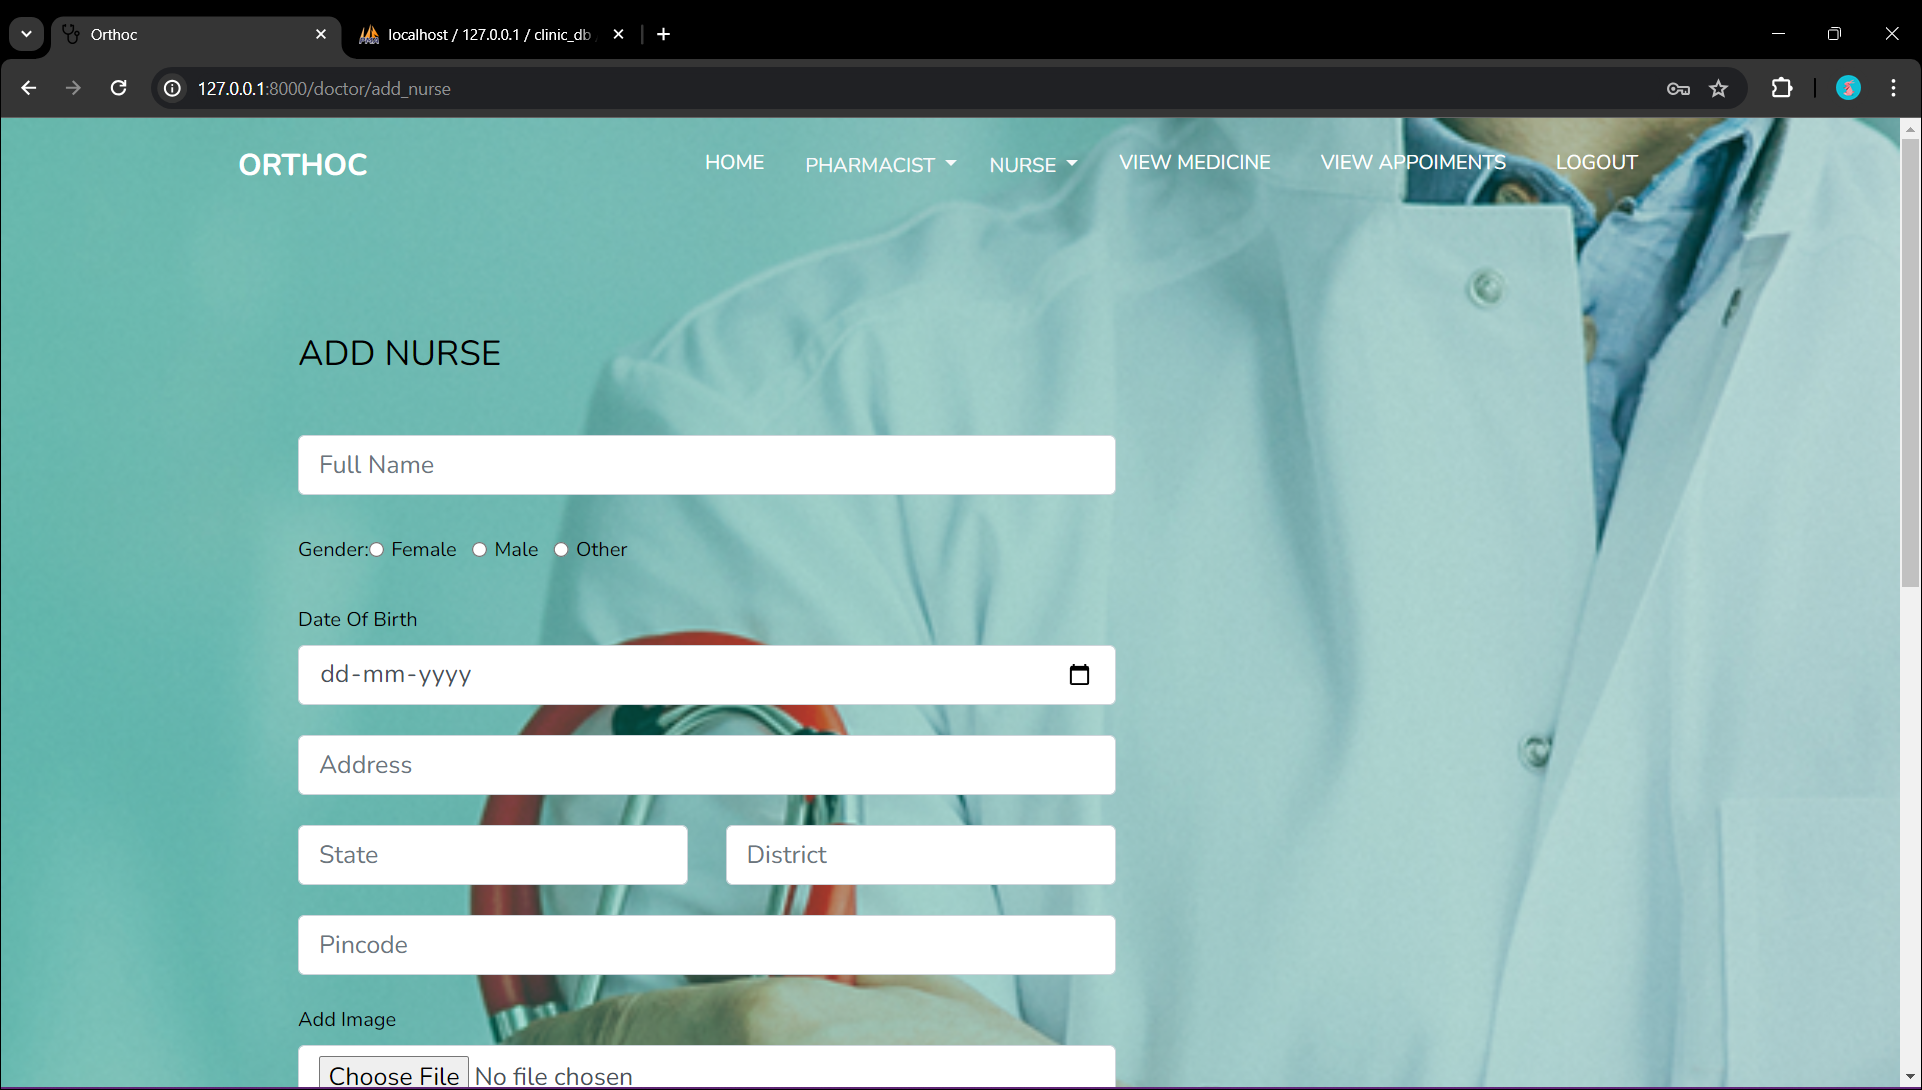 Orthoc
localhost / 127.0.0.1 / clinic_db
127.0.0.1:8000/doctor/add_nurse
ORTHOC
HOME
PHARMACIST
NURSE
VIEW MEDICINE
VIEW APPOIMENTS
LOGOUT
ADD NURSE
Full Name
Gender: Female Male Other
Date Of Birth
dd-mm-yyyy
Address
State
District
Pincode
Add Image
Choose File No file chosen